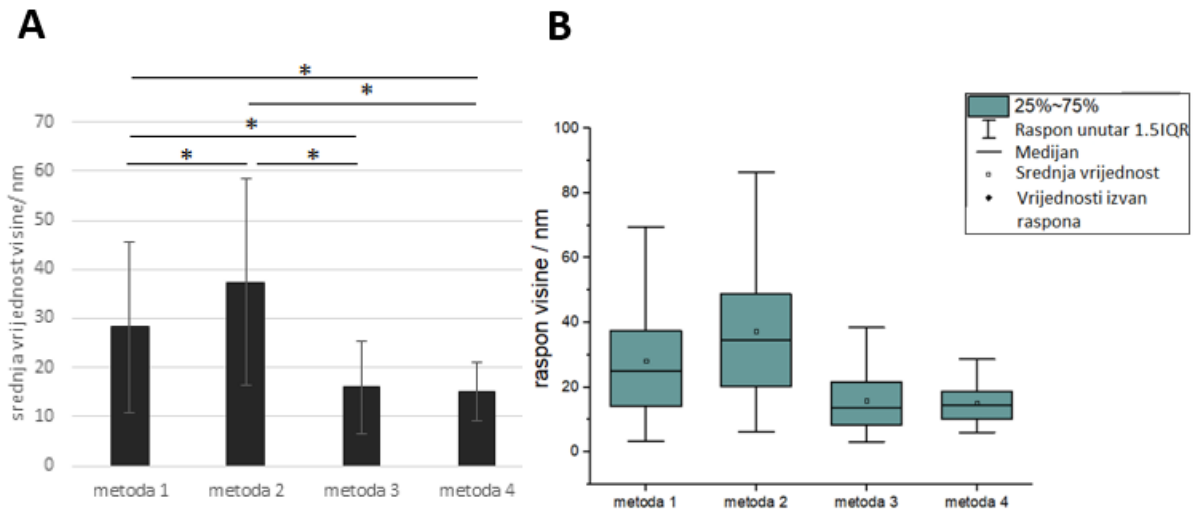 A
*
*
*
* *
srednja vrijednost visine/ nm
70
60
50
40
30
20
10
0
metoda 1 metoda 2 metoda 3 metoda 4
B
25%~75%
Raspon unutar 1.5IQR
Medijan
Srednja vrijednost
Vrijednosti izvan
raspona
raspon visine / nm
100
80
60
40
20
0
metoda 1 metoda 2 metoda 3 metoda 4